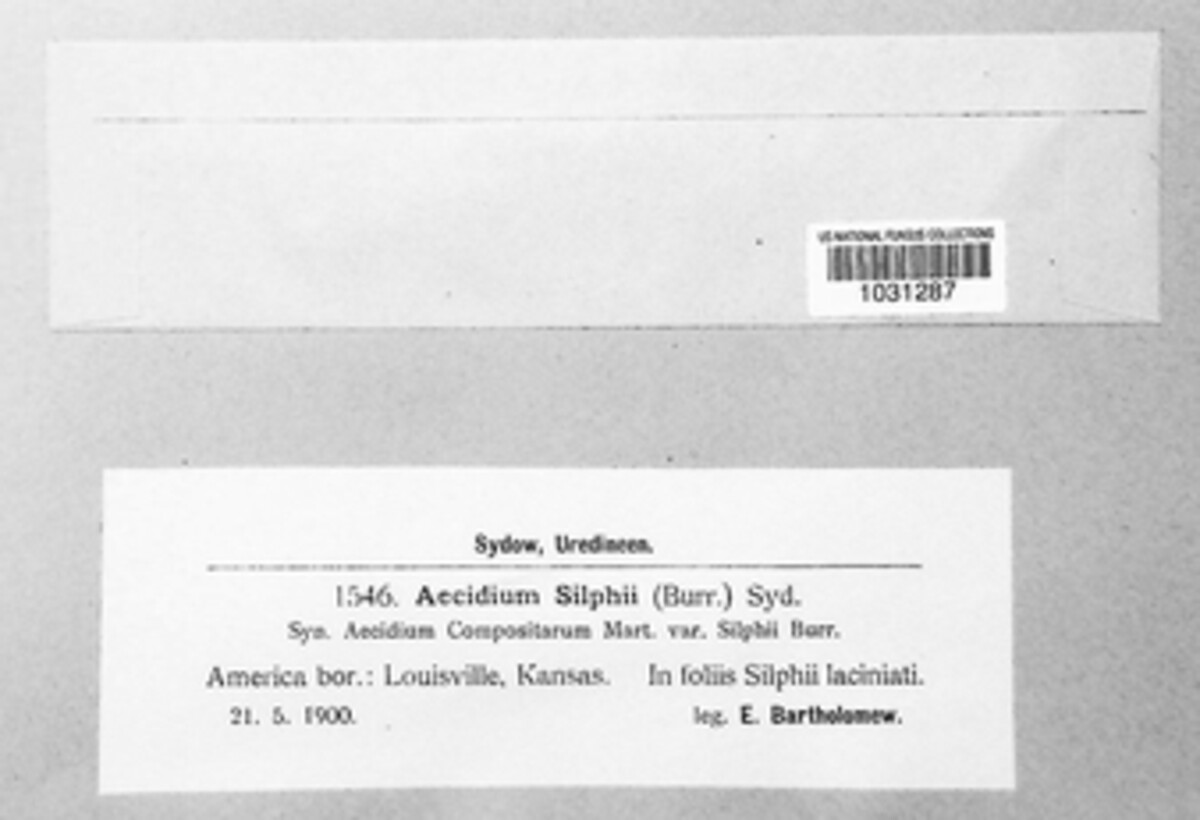 US NATIONAL FUNGUS COLLECTIONS
1031287
Sydow, Uredineen.
1546. Aecidium Silphii (Burr.) Syd.
Syn. Aecidium Compositarum Mart. var. Silphii Burr.
America bor.: Louisville, Kansas. In foliis Silphii laciniati.
21. 5. 1900. leg. E. Bartholomew.